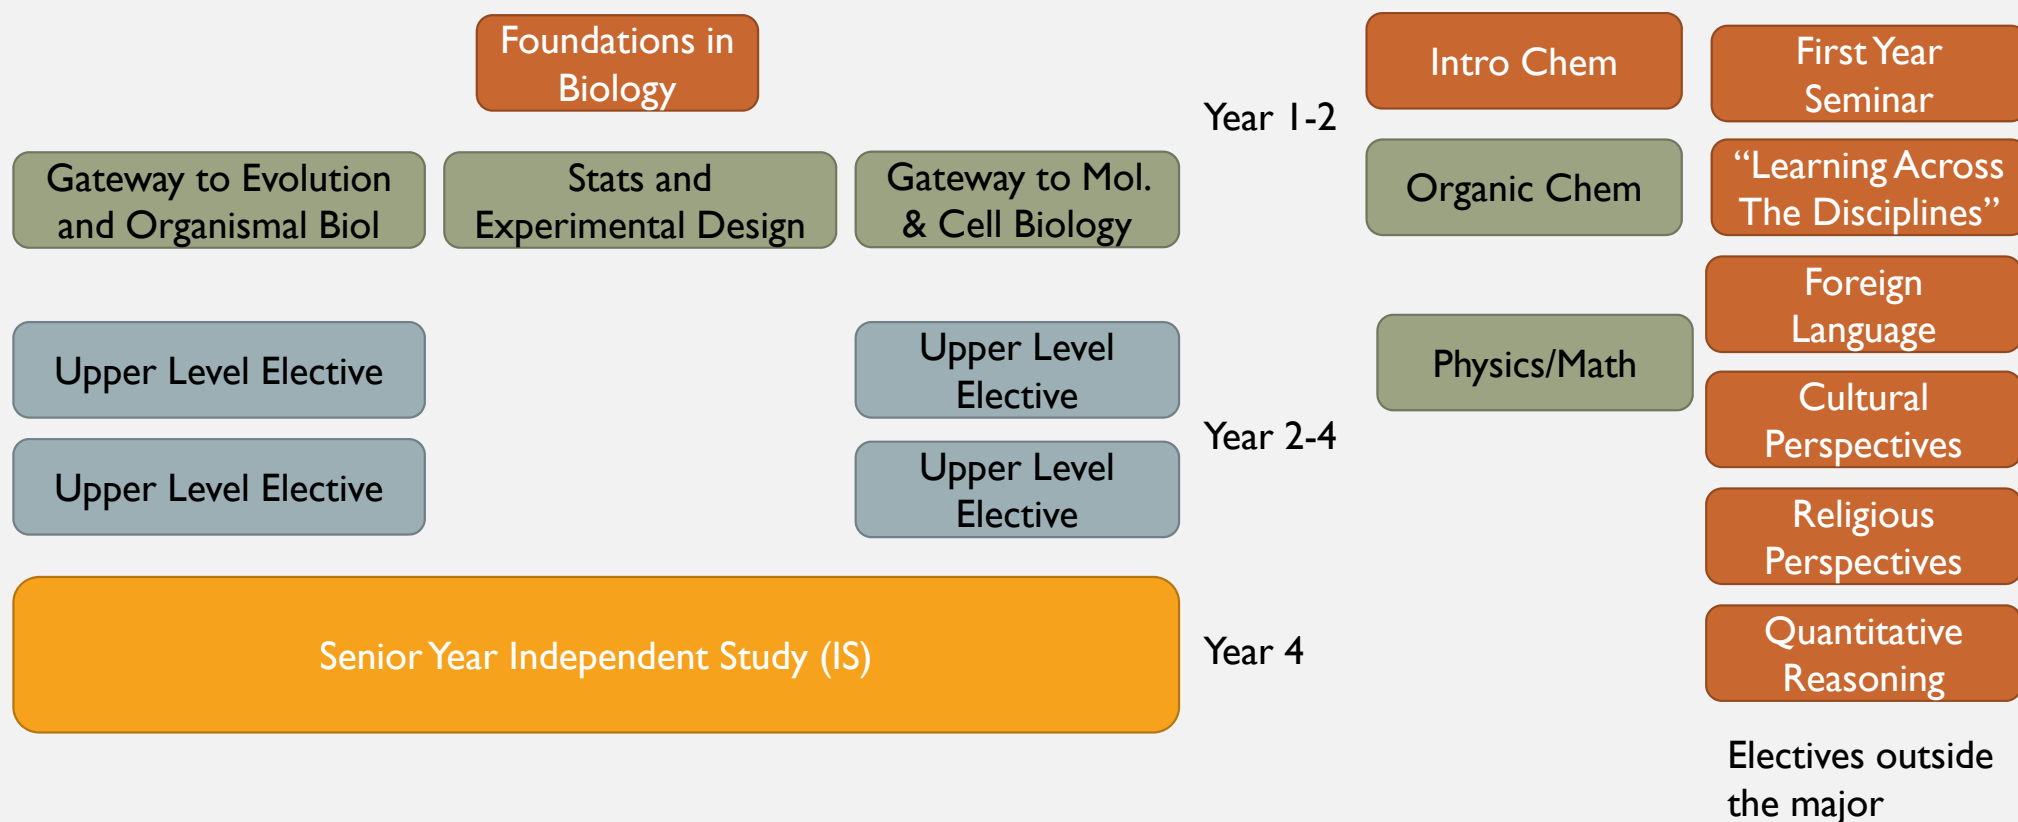 Foundations in
Biology
Gateway to Evolution
and Organismal Biol
Stats and
Experimental Design
Gateway to Mol.
& Cell Biology
Upper Level Elective
Upper Level
Elective
Upper Level Elective
Upper Level
Elective
Senior Year Independent Study (IS)
Year 1-2
Year 2-4
Year 4
Intro Chem
Organic Chem
Physics/Math
First Year
Seminar
“Learning Across
The Disciplines”
Foreign
Language
Cultural
Perspectives
Religious
Perspectives
Quantitative
Reasoning
Electives outside
the major